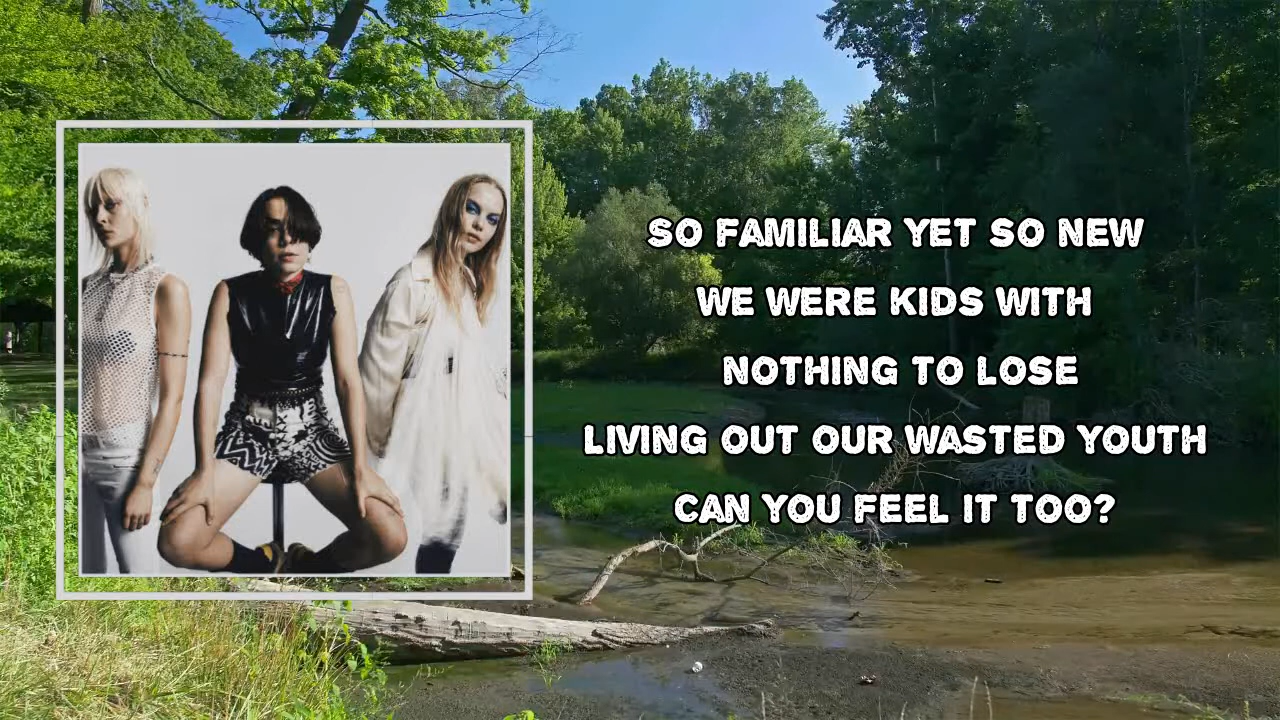 SO FAMILIAR YET SO NEW
WE WERE KIDS WITH
NOTHING TO LOSE
LIVING OUT OUR WASTED YOUTH
CAN YOU FEEL IT TOO?